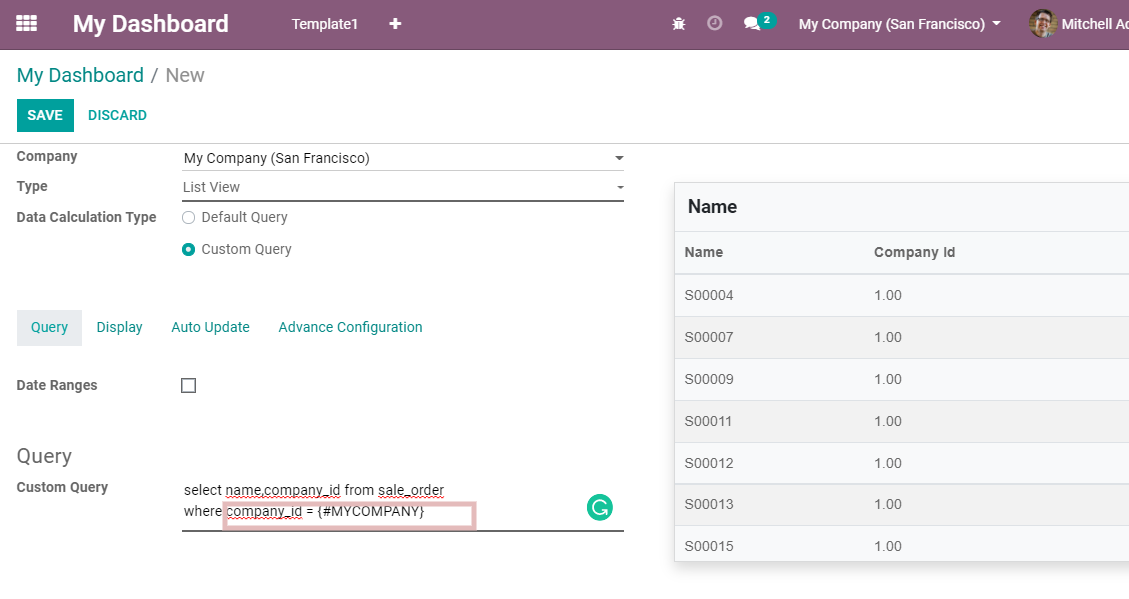 My Dashboard Template1 + 2 My Company (San Francisco) Mitchell Ad
My Dashboard / New
SAVE DISCARD
Company My Company (San Francisco)
Type List View
Data Calculation Type Default Query
Custom Query
Query Display Auto Update Advance Configuration
Date Ranges
Query
Custom Query select name,company_id from sale_order
where company_id = {#MYCOMPANY}
Name
Name Company Id
S00004 1.00
S00007 1.00
S00009 1.00
S00011 1.00
S00012 1.00
S00013 1.00
S00015 1.00